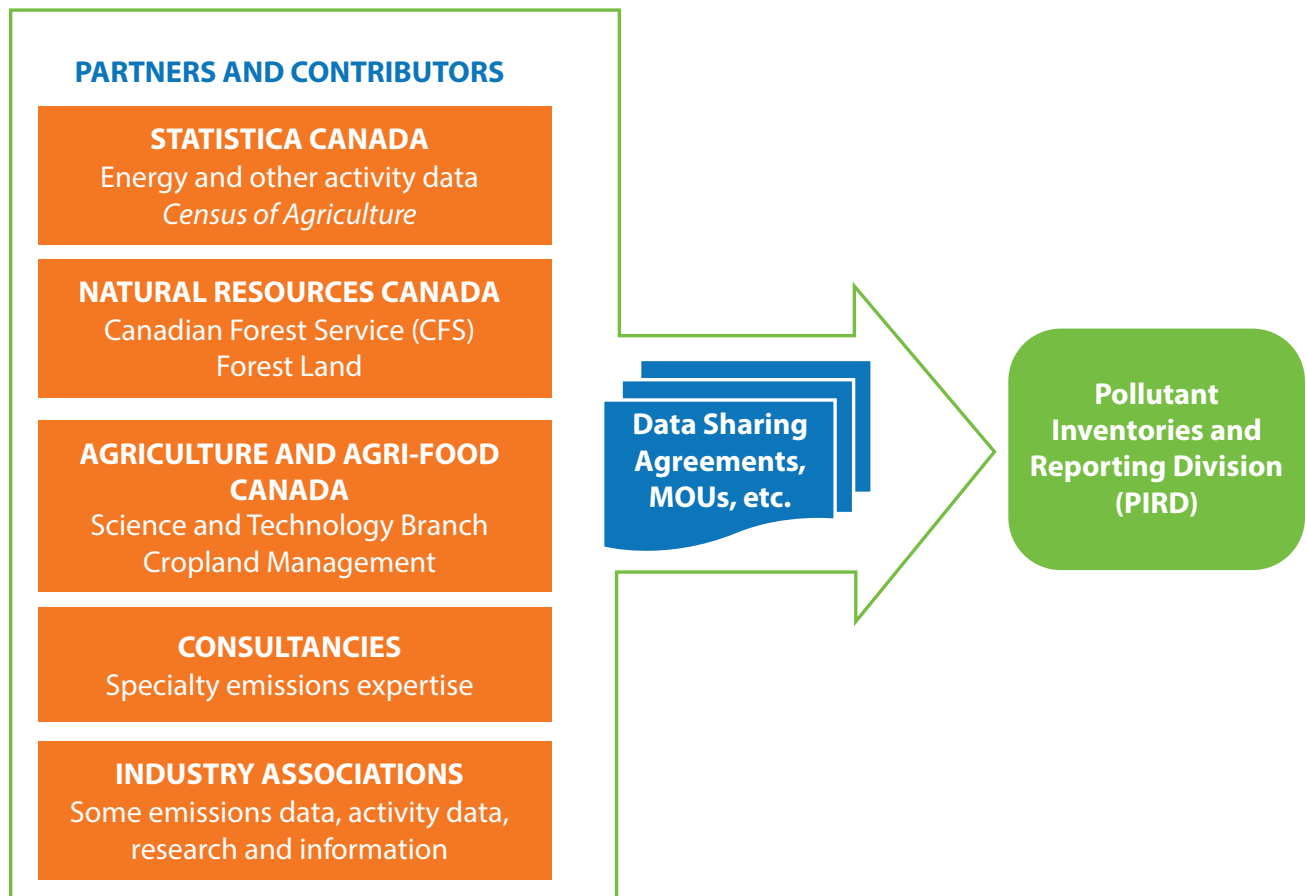 PARTNERS AND CONTRIBUTORS
STATISTICA CANADA
Energy and other activity data
Census of Agriculture
NATURAL RESOURCES CANADA
Canadian Forest Service (CFS)
Forest Land
AGRICULTURE AND AGRI-FOOD
CANADA
Science and Technology Branch
Cropland Management
CONSULTANCIES
Specialty emissions expertise
INDUSTRY ASSOCIATIONS
Some emissions data, activity data,
research and information
Data Sharing
Agreements,
MOUs, etc.
Pollutant
Inventories and
Reporting Division
(PIRD)